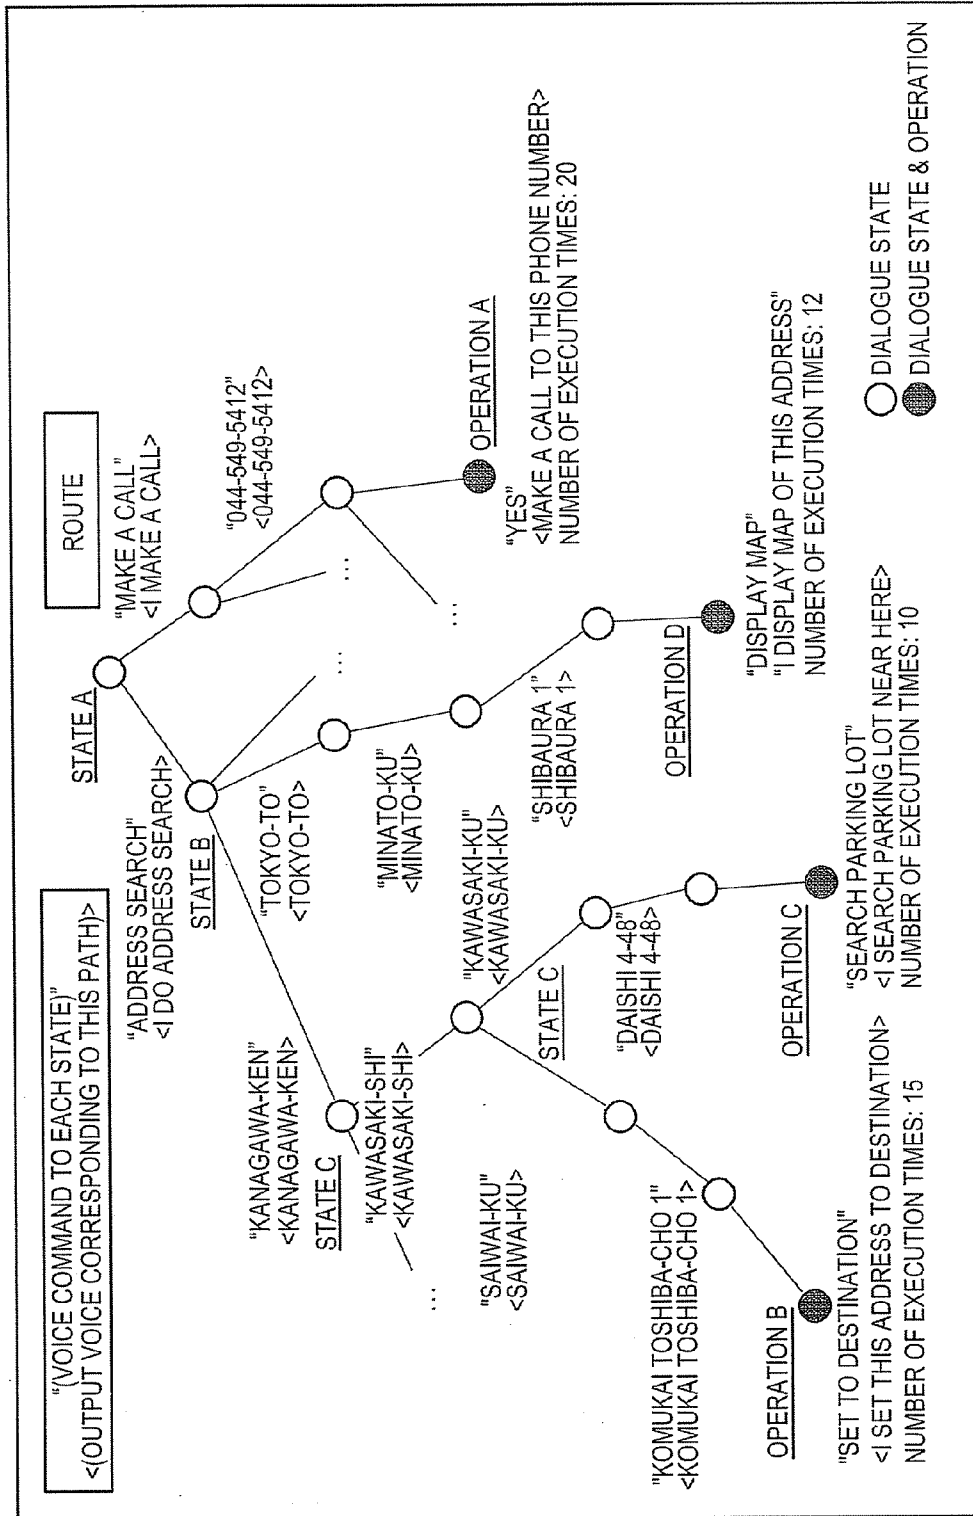 "(VOICE COMMAND TO EACH STATE)"
<(OUTPUT VOICE CORRESPONDING TO THIS PATH)>
ROUTE
STATE A
"MAKE A CALL"
<I MAKE A CALL>
"ADDRESS SEARCH"
<I DO ADDRESS SEARCH>
STATE B
"044-549-5412"
<044-549-5412>
"KANAGAWA-KEN"
<KANAGAWA-KEN>
STATE C
"TOKYO-TO"
<TOKYO-TO>
...
...
"KAWASAKI-SHI"
<KAWASAKI-SHI>
"MINATO-KU"
<MINATO-KU>
...
...
OPERATION A
"YES"
<MAKE A CALL TO THIS PHONE NUMBER>
NUMBER OF EXECUTION TIMES: 20
"SAIWAI-KU"
<SAIWAI-KU>
"KAWASAKI-KU"
<KAWASAKI-KU>
STATE C
"SHIBAURA 1"
<SHIBAURA 1>
"DAISHI 4-48"
<DAISHI 4-48>
"KOMUKAI TOSHIBA-CHO 1"
<KOMUKAI TOSHIBA-CHO 1>
OPERATION D
"DISPLAY MAP"
"I DISPLAY MAP OF THIS ADDRESS"
NUMBER OF EXECUTION TIMES: 12
OPERATION B
"SET TO DESTINATION"
<I SET THIS ADDRESS TO DESTINATION>
NUMBER OF EXECUTION TIMES: 15
OPERATION C
"SEARCH PARKING LOT"
<I SEARCH PARKING LOT NEAR HERE>
NUMBER OF EXECUTION TIMES: 10
DIALOGUE STATE
DIALOGUE STATE & OPERATION